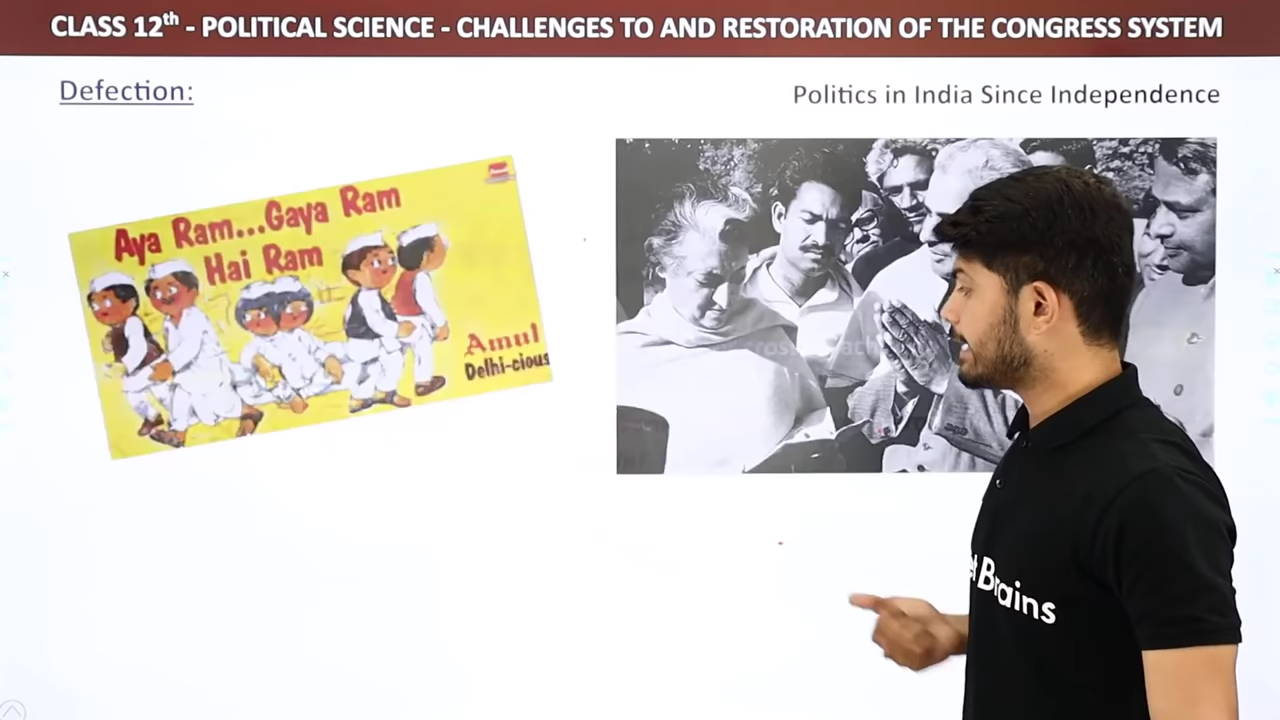 CLASS 12th - POLITICAL SCIENCE - CHALLENGES TO AND RESTORATION OF THE CONGRESS SYSTEM
Defection:
Politics in India Since Independence
Aya Ram...Gaya Ram
Hai Ram
Amul
Delhi-cious
et Brains